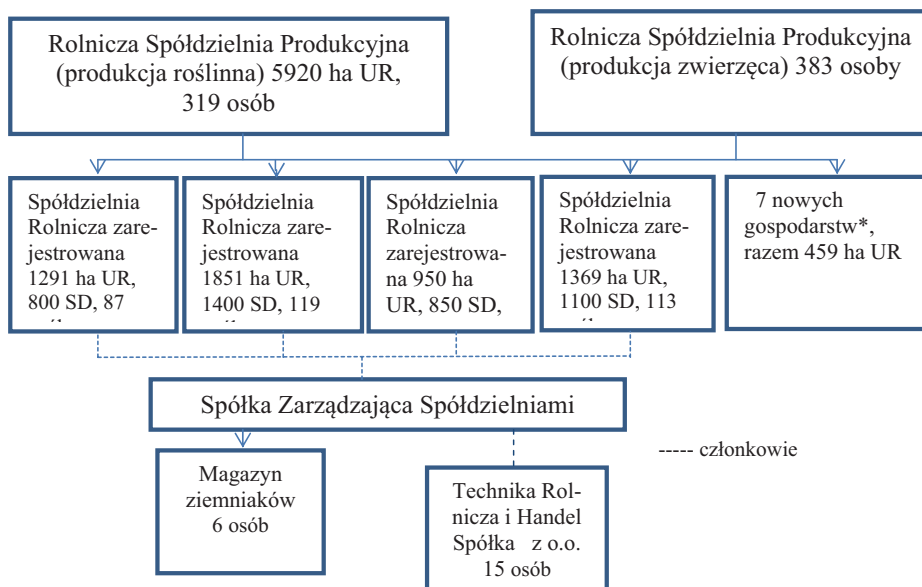 Rolnicza Spółdzielnia Produkcyjna
(produkcja roślinna) 5920 ha UR,
319 osób
Rolnicza Spółdzielnia Produkcyjna
(produkcja zwierzęca) 383 osoby
Spółdzielnia
Rolnicza zare-
jestrowana
1291 ha UR,
800 SD, 87
Spółdzielnia
Rolnicza zare-
jestrowana
1851 ha UR,
1400 SD, 119
Spółdzielnia
Rolnicza
zarejestrowa-
na 950 ha
UR, 850 SD,
Spółdzielnia
Rolnicza zare-
jestrowana
1369 ha UR,
1100 SD, 113
7 nowych
gospodarstw*,
razem 459 ha UR
Spółka Zarządzająca Spółdzielniami
Magazyn
ziemniaków
6 osób
Technika Rol-
nicza i Handel
Spółka z o.o.
15 osób
----- członkowie